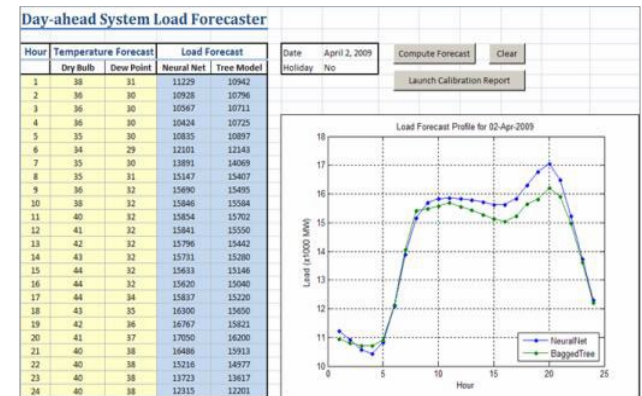 Day-ahead System Load Forecaster
Hour Temperature Forecast Load Forecast
Dry Bulb Dew Point Neural Net Tree Model
1 38 31 11229 10942
2 36 30 10928 10796
3 36 30 10567 10711
4 36 30 10424 10725
5 35 30 10835 10897
6 34 29 12101 12143
7 35 30 13891 14069
8 35 31 15147 15407
9 36 32 15690 15495
10 38 32 15846 15584
11 40 32 15854 15702
12 41 32 15841 15550
13 42 32 15796 15442
14 43 32 15731 15280
15 44 32 15633 15146
16 44 32 15620 15040
17 44 34 15837 15220
18 43 35 16300 15650
19 42 36 16767 15821
20 41 37 17050 16200
21 40 38 16486 15913
22 40 38 15216 14977
23 40 38 13723 13617
24 40 38 12315 12201
Date April 2, 2009
Holiday No
Compute Forecast Clear
Launch Calibration Report
Load Forecast Profile for 02-Apr-2009
18
17
16
15
14
13
12
11
10
Load (x1000 MW)
0 5 10 15 20 25
Hour
NeuralNet
BaggedTree